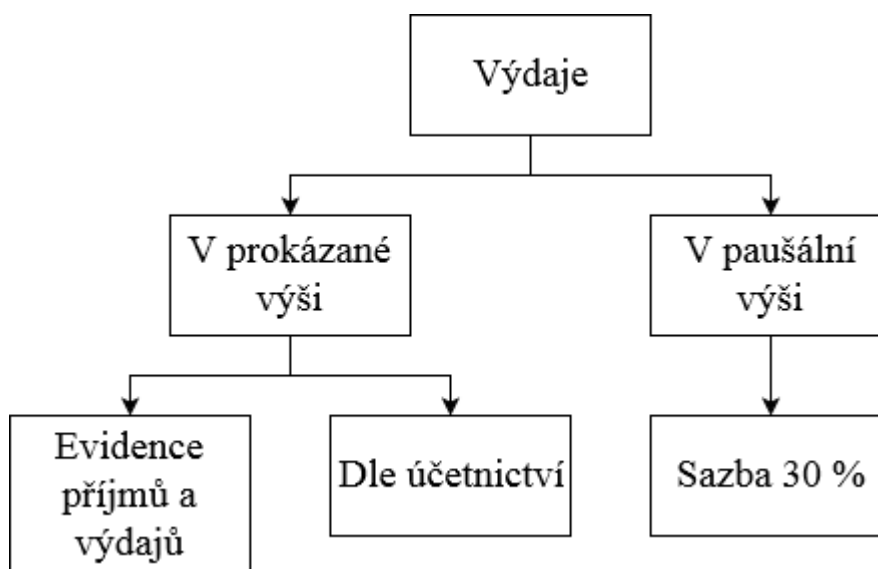 Výdaje
V prokázané
výši
V paušální
výši
Evidence
příjmů a
výdajů
Dle účetnictví
Sazba 30 %